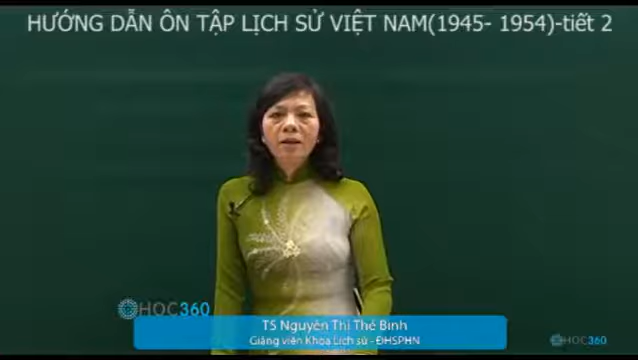 HƯỚNG DẪN ÔN TẬP LỊCH SỬ VIỆT NAM(1945- 1954)-tiết 2
HOC360
TS Nguyễn Thị Thế Bình
Giảng viên Khoa Lịch sử - ĐHSPHN
HOC360